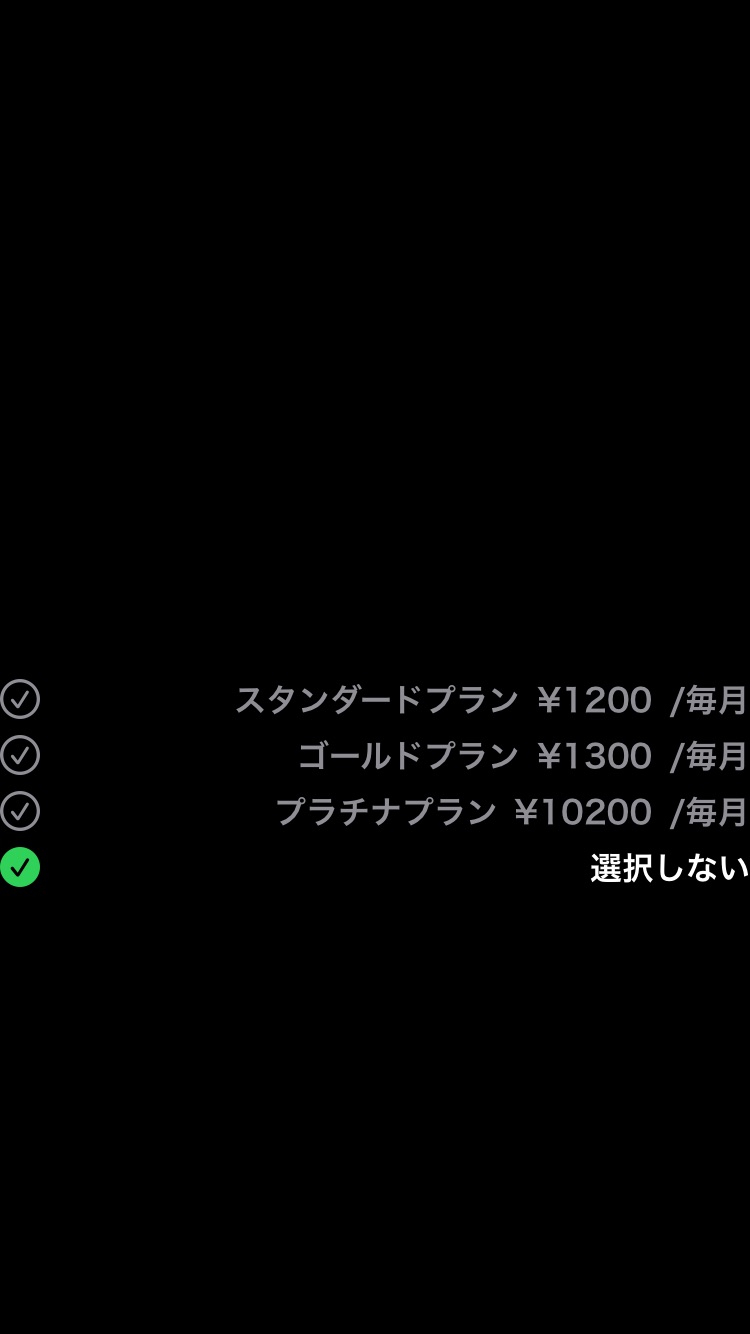 スタンダードプラン ¥1200 /毎月
ゴールドプラン ¥1300 /毎月
プラチナプラン ¥10200 /毎月
選択しない